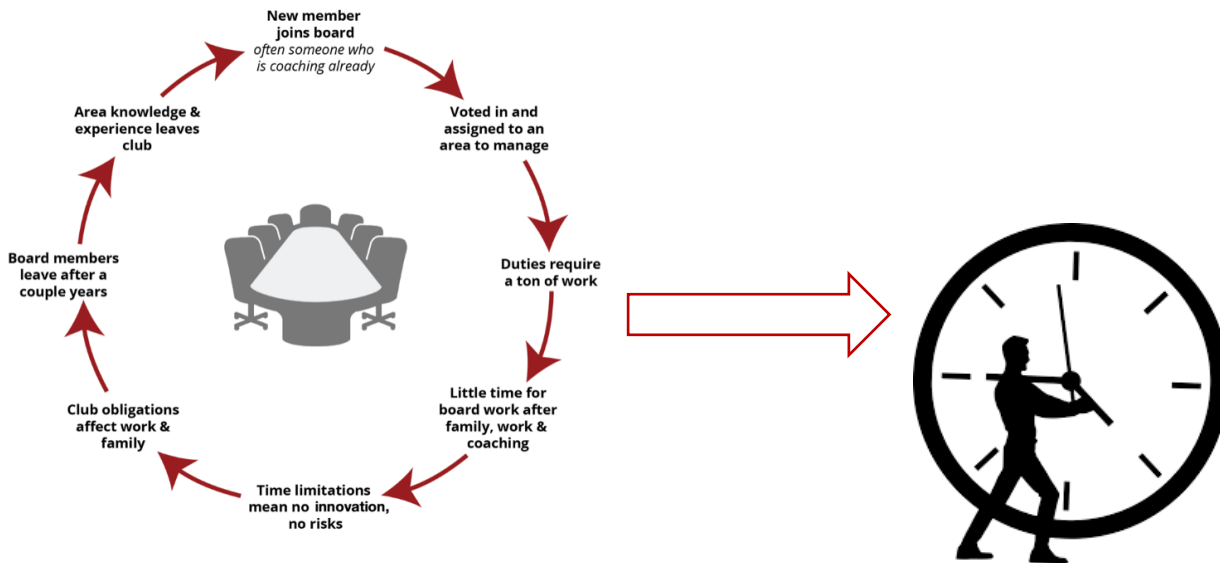 New member
joins board
often someone who
is coaching already
Voted in and
assigned to an
area to manage
Duties require
a ton of work
Little time for
board work after
family, work &
coaching
Time limitations
mean no innovation,
no risks
Club obligations
affect work &
family
Board members
leave after a
couple years
Area knowledge &
experience leaves
club